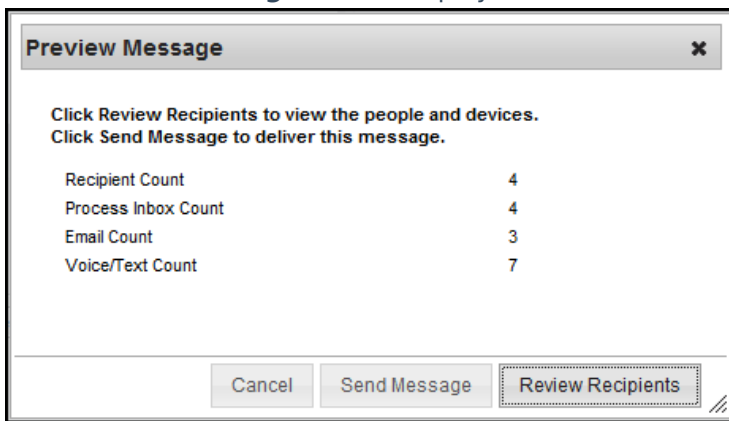 Preview Message
Click Review Recipients to view the people and devices.
Click Send Message to deliver this message.
Recipient Count 4
Process Inbox Count 4
Email Count 3
Voice/Text Count 7
Cancel Send Message Review Recipients